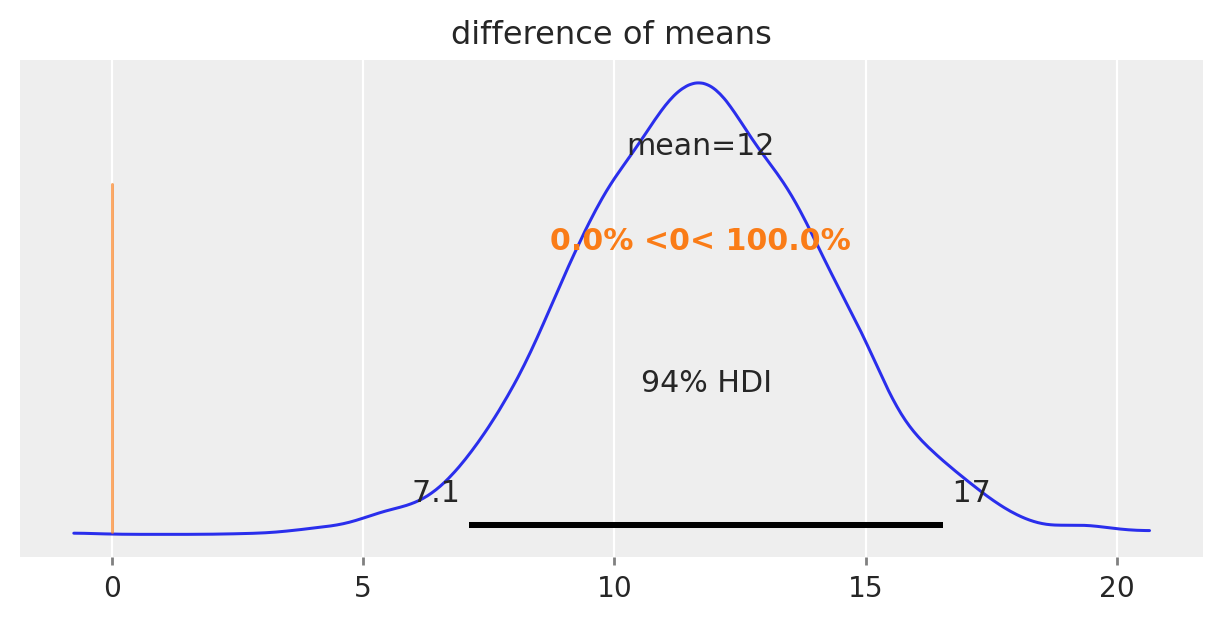 difference of means
mean=12
0.0% <0< 100.0%
94% HDI
7.1 17
0 5 10 15 20